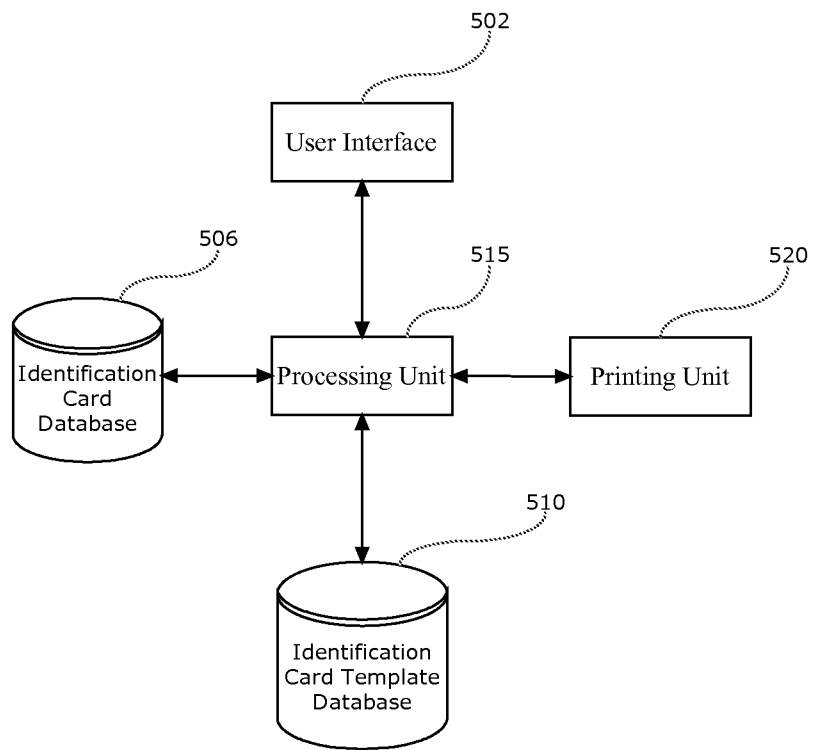 502
User Interface
506
515
520
Identification
Card
Database
Processing Unit
Printing Unit
510
Identification
Card Template
Database